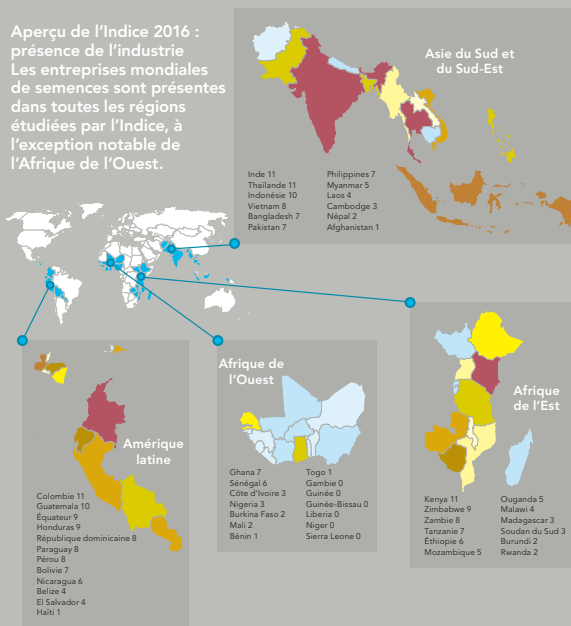 Aperçu de l’Indice 2016 :
présence de l’industrie
Les entreprises mondiales
de semences sont présentes
dans toutes les régions
étudiées par l’Indice, à
l’exception notable de
l’Afrique de l’Ouest.
Asie du Sud et
du Sud-Est
Inde 11
Thaïlande 11
Indonésie 10
Vietnam 8
Bangladesh 7
Pakistan 7
Philippines 7
Myanmar 5
Laos 4
Cambodge 3
Népal 2
Afghanistan 1
Amérique
latine
Colombie 11
Guatemala 10
Équateur 9
Honduras 9
République dominicaine 8
Paraguay 8
Pérou 8
Bolivie 7
Nicaragua 6
Belize 4
El Salvador 4
Haïti 1
Afrique de
l’Ouest
Ghana 7
Sénégal 6
Côte d’Ivoire 3
Nigeria 3
Burkina Faso 2
Mali 2
Bénin 1
Togo 1
Gambie 0
Guinée 0
Guinée-Bissau 0
Liberia 0
Niger 0
Sierra Leone 0
Afrique
de l’Est
Kenya 11
Zimbabwe 9
Zambie 8
Tanzanie 7
Éthiopie 6
Mozambique 5
Ouganda 5
Malawi 4
Madagascar 3
Soudan du Sud 3
Burundi 2
Rwanda 2